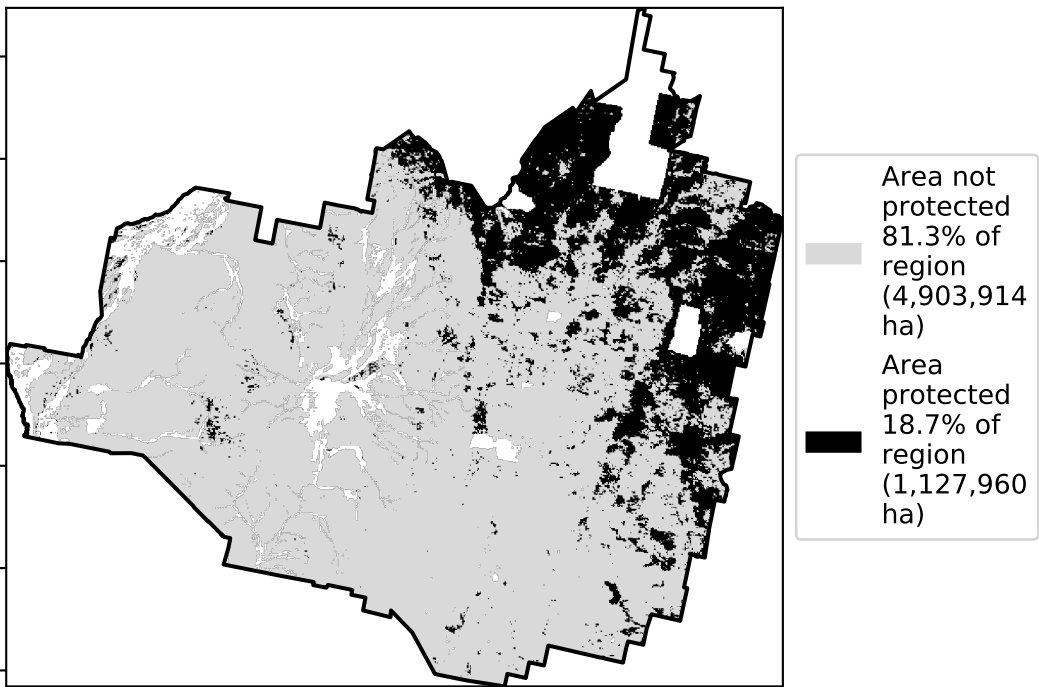 Area not
protected
81.3% of
region
(4,903,914
ha)
Area
protected
18.7% of
region
(1,127,960
ha)